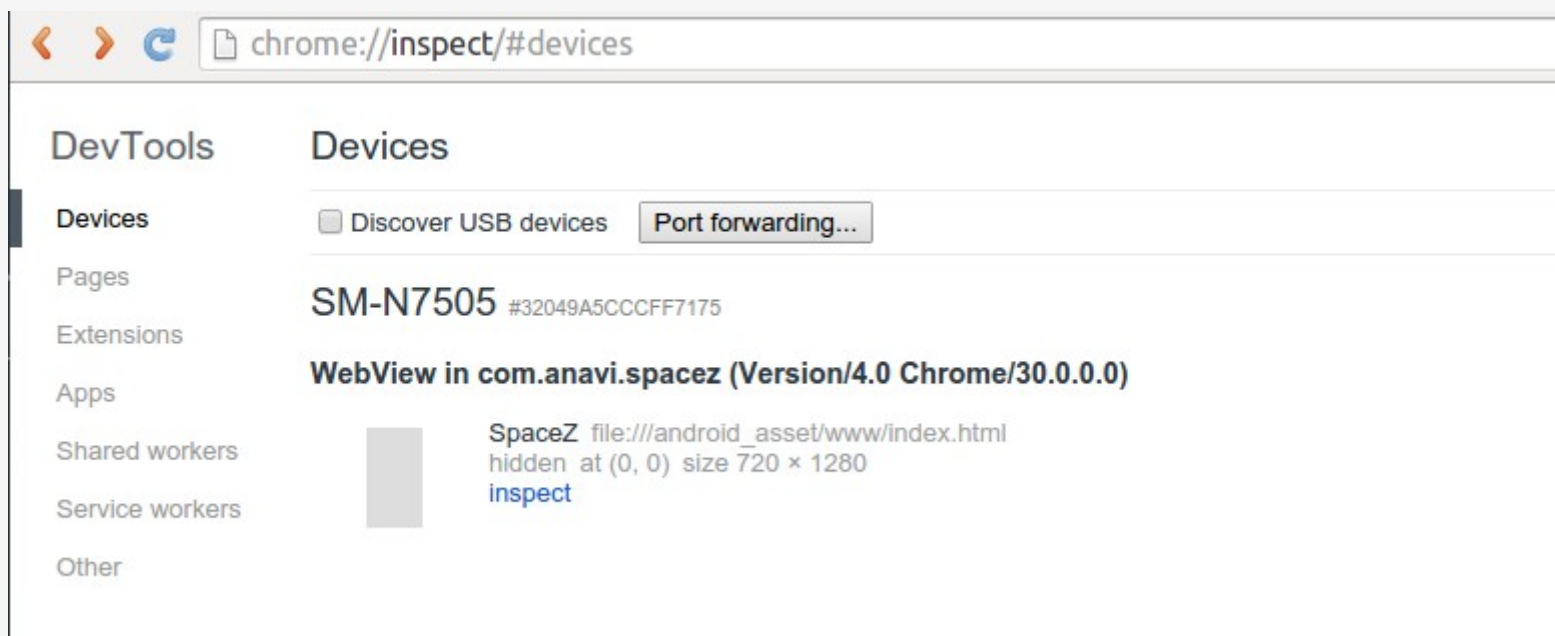 chrome://inspect/#devices
DevTools
Devices
Pages
Extensions
Apps
Shared workers
Service workers
Other
Devices
Discover USB devices Port forwarding...
SM-N7505 #32049A5CCCFF7175
WebView in com.anavi.spacez (Version/4.0 Chrome/30.0.0.0)
SpaceZ file:///android_asset/www/index.html
hidden at (0, 0) size 720 × 1280
inspect